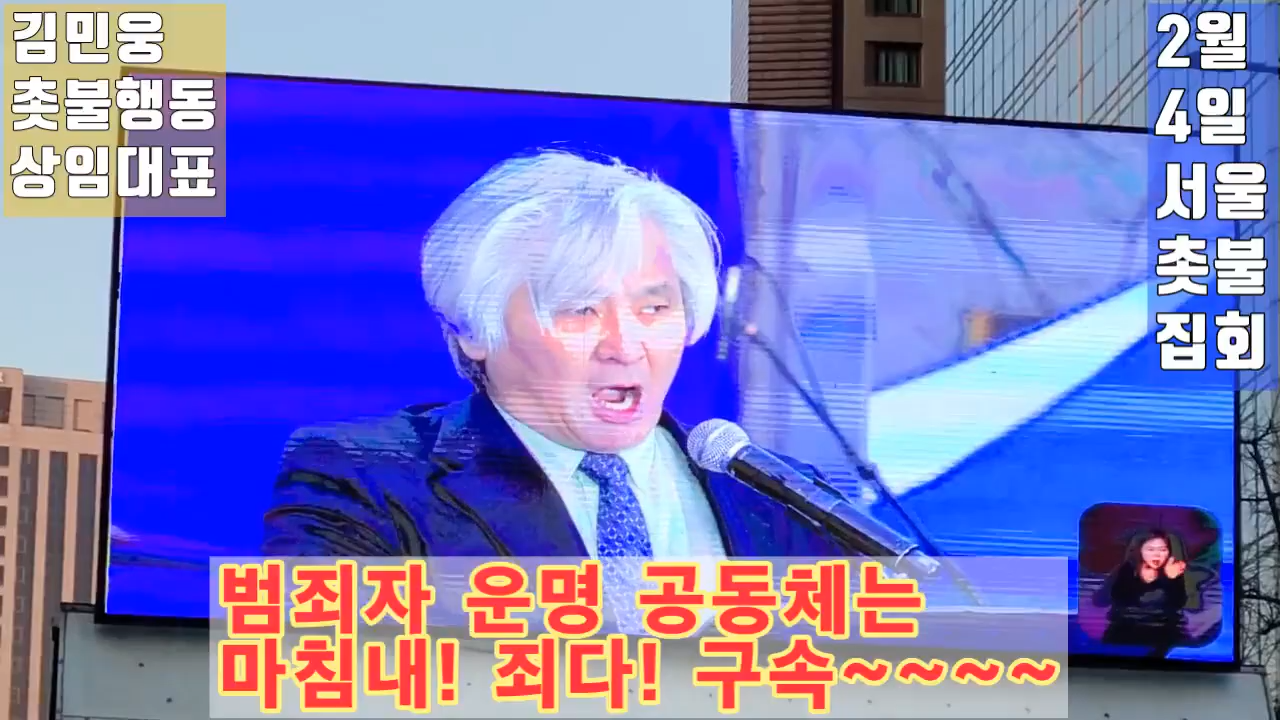 김민웅
촛불행동
상임대표
2월
4일
서울
촛불
집회
범죄자 운명 공동체는
마침내! 죄다! 구속~~~~